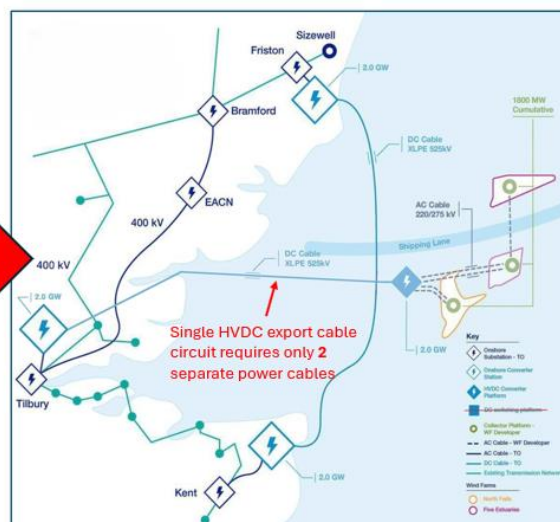 Sizewell
Friston
2.0 GW
Bramford
1800 MW
Cumulative
DC Cable
XLPE 525kV
EACN
AC Cable
220/275 kV
400 kV
Shipping Lane
400 kV
DC Cable
XLPE 525kV
2.0 GW
Single HVDC export cable
circuit requires only 2
separate power cables
2.0 GW
Tilbury
Kent
2.0 GW
Key
Onshore
Substation - TO
Onshore Converter
Station
HVDC Converter
Platform
DC switching platform
Collector Platform -
WF Developer
AC Cable - WF Developer
AC Cable - TO
DC Cable - TO
Existing Transmission Network
Wind Farms
North Falls
Five Estuaries